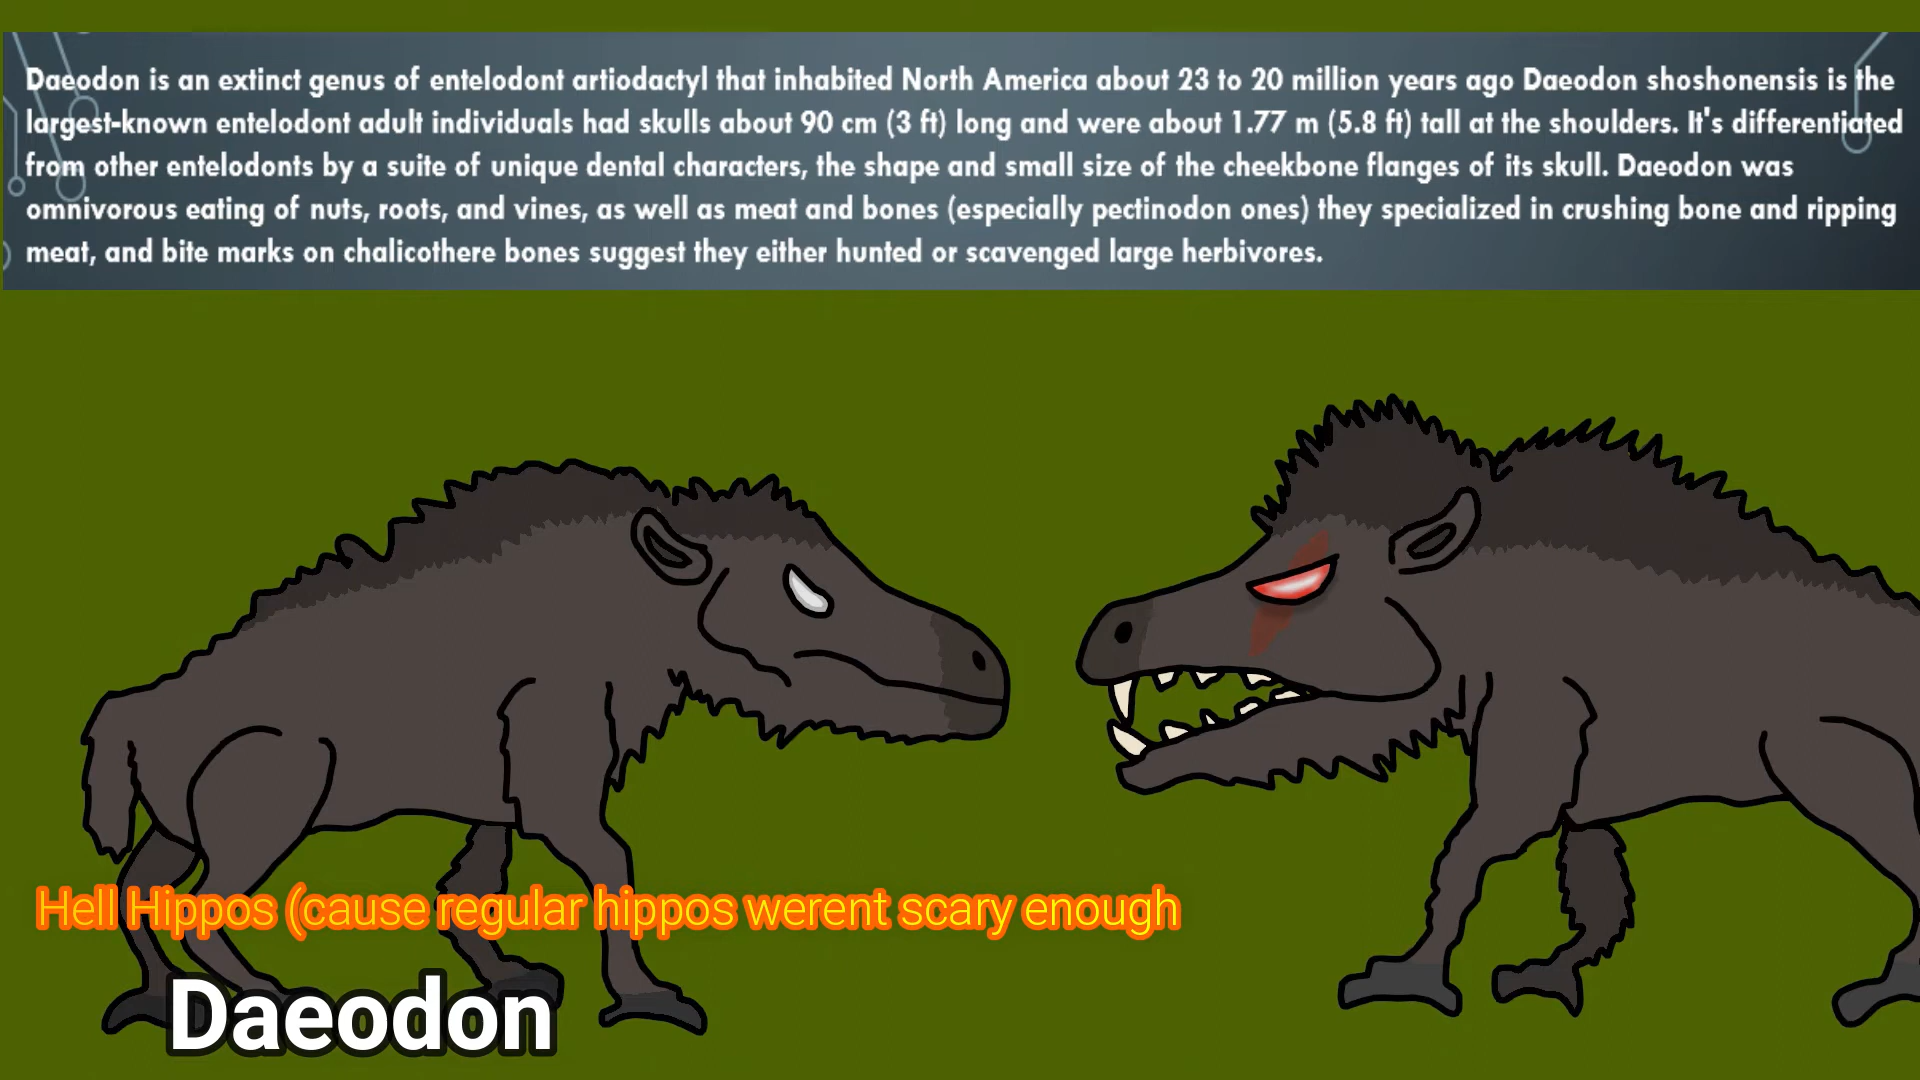 Daeodon is an extinct genus of entelodont artiodactyl that inhabited North America about 23 to 20 million years ago Daeodon shoshonensis is the
largest-known entelodont adult individuals had skulls about 90 cm (3 ft) long and were about 1.77 m (5.8 ft) tall at the shoulders. It's differentiated
from other entelodonts by a suite of unique dental characters, the shape and small size of the cheekbone flanges of its skull. Daeodon was
omnivorous eating of nuts, roots, and vines, as well as meat and bones (especially pectinodon ones) they specialized in crushing bone and ripping
meat, and bite marks on chalicothere bones suggest they either hunted or scavenged large herbivores.
Hell Hippos (cause regular hippos werent scary enough
Daeodon